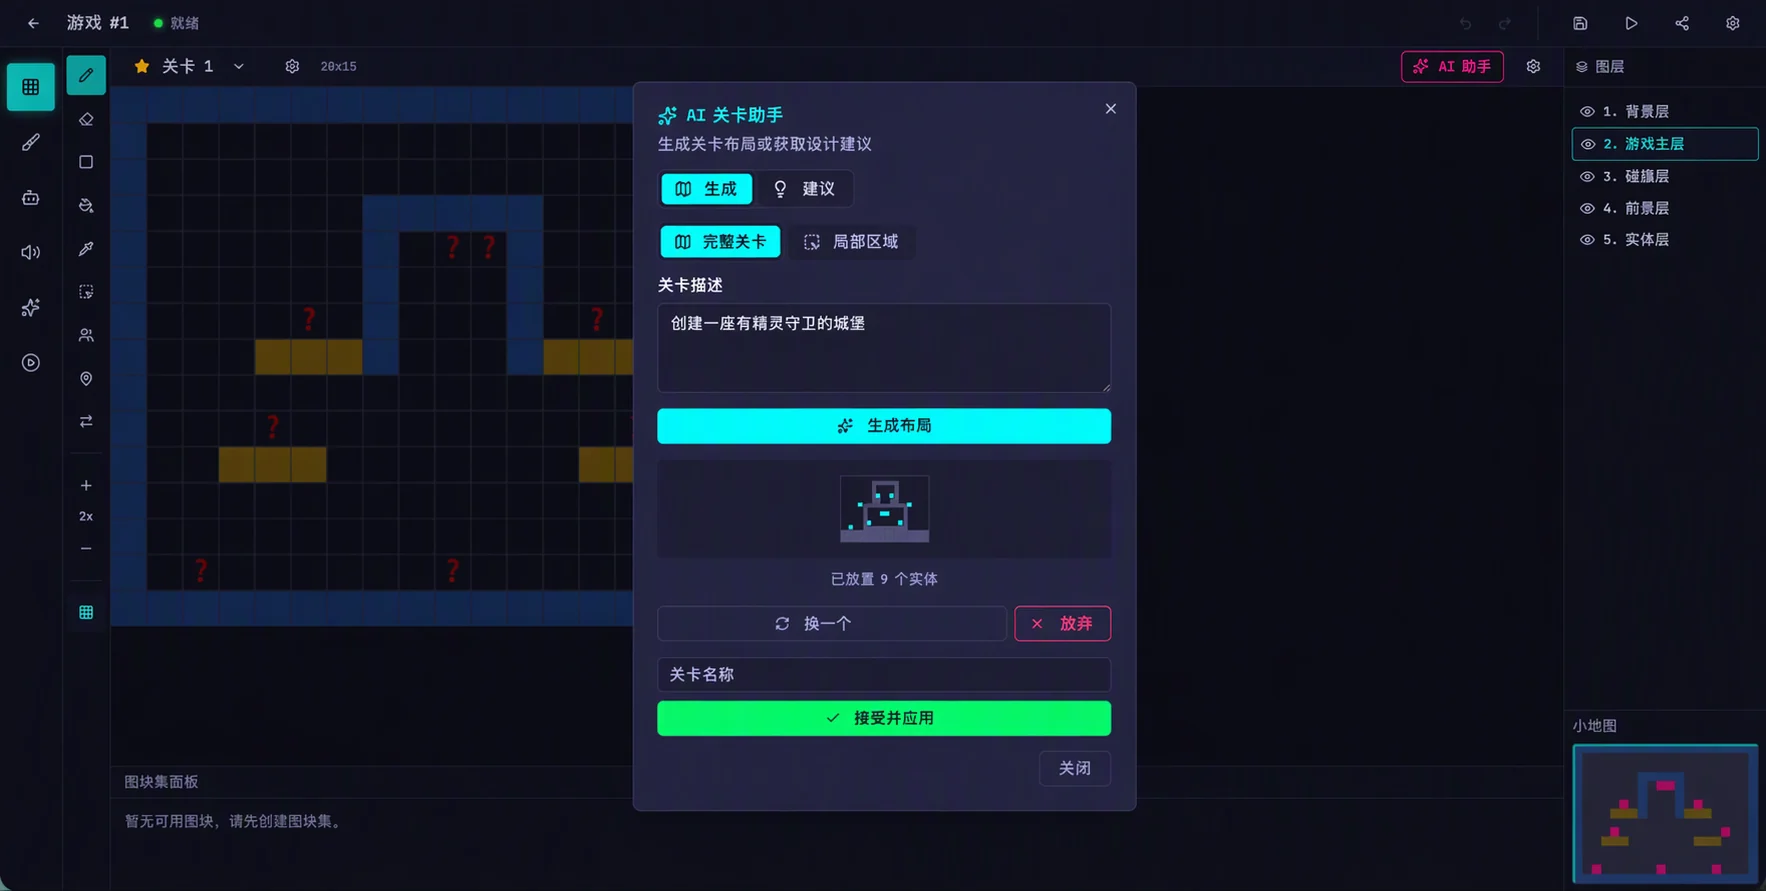 游戏 #1
就绪
关卡 1
20x15
AI 助手
图层
1. 背景层
2. 游戏主层
3. 碰撞层
4. 前景层
5. 实体层
AI 关卡助手
生成关卡布局或获取设计建议
生成
建议
完整关卡
局部区域
关卡描述
创建一座有精灵守卫的城堡
生成布局
已放置 9 个实体
换一个
放弃
关卡名称
接受并应用
关闭
? ?
? ?
?
? ?
2x
小地图
图块集面板
暂无可用图块，请先创建图块集。